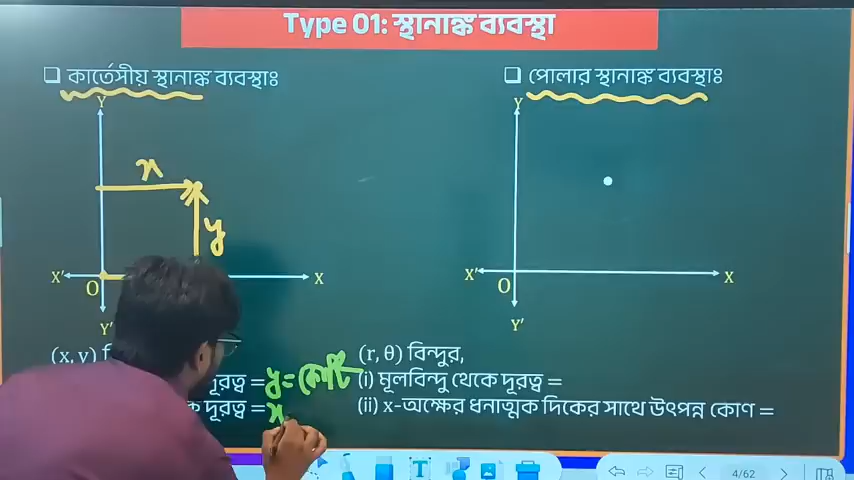 Type 01: স্থানাঙ্ক ব্যবস্থা
❑ কার্তেসীয় স্থানাঙ্ক ব্যবস্থাঃ
Y
x
y
X′
O
X
Y′
(x, y)
দূরত্ব = y = কোটি
দূরত্ব = x
❑ পোলার স্থানাঙ্ক ব্যবস্থাঃ
Y
X′
O
X
Y′
(r, θ) বিন্দুর,
(i) মূলবিন্দু থেকে দূরত্ব =
(ii) x-অক্ষের ধনাত্মক দিকের সাথে উৎপন্ন কোণ =
T
4/62